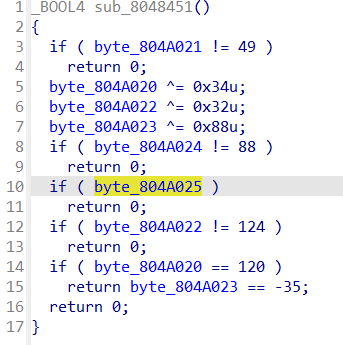 1 _BOOL4 sub_8048451()
2 {
3 if ( byte_804A021 != 49 )
4 return 0;
5 byte_804A020 ^= 0x34u;
6 byte_804A022 ^= 0x32u;
7 byte_804A023 ^= 0x88u;
8 if ( byte_804A024 != 88 )
9 return 0;
10 if ( byte_804A025 )
11 return 0;
12 if ( byte_804A022 != 124 )
13 return 0;
14 if ( byte_804A020 == 120 )
15 return byte_804A023 == -35;
16 return 0;
17 }